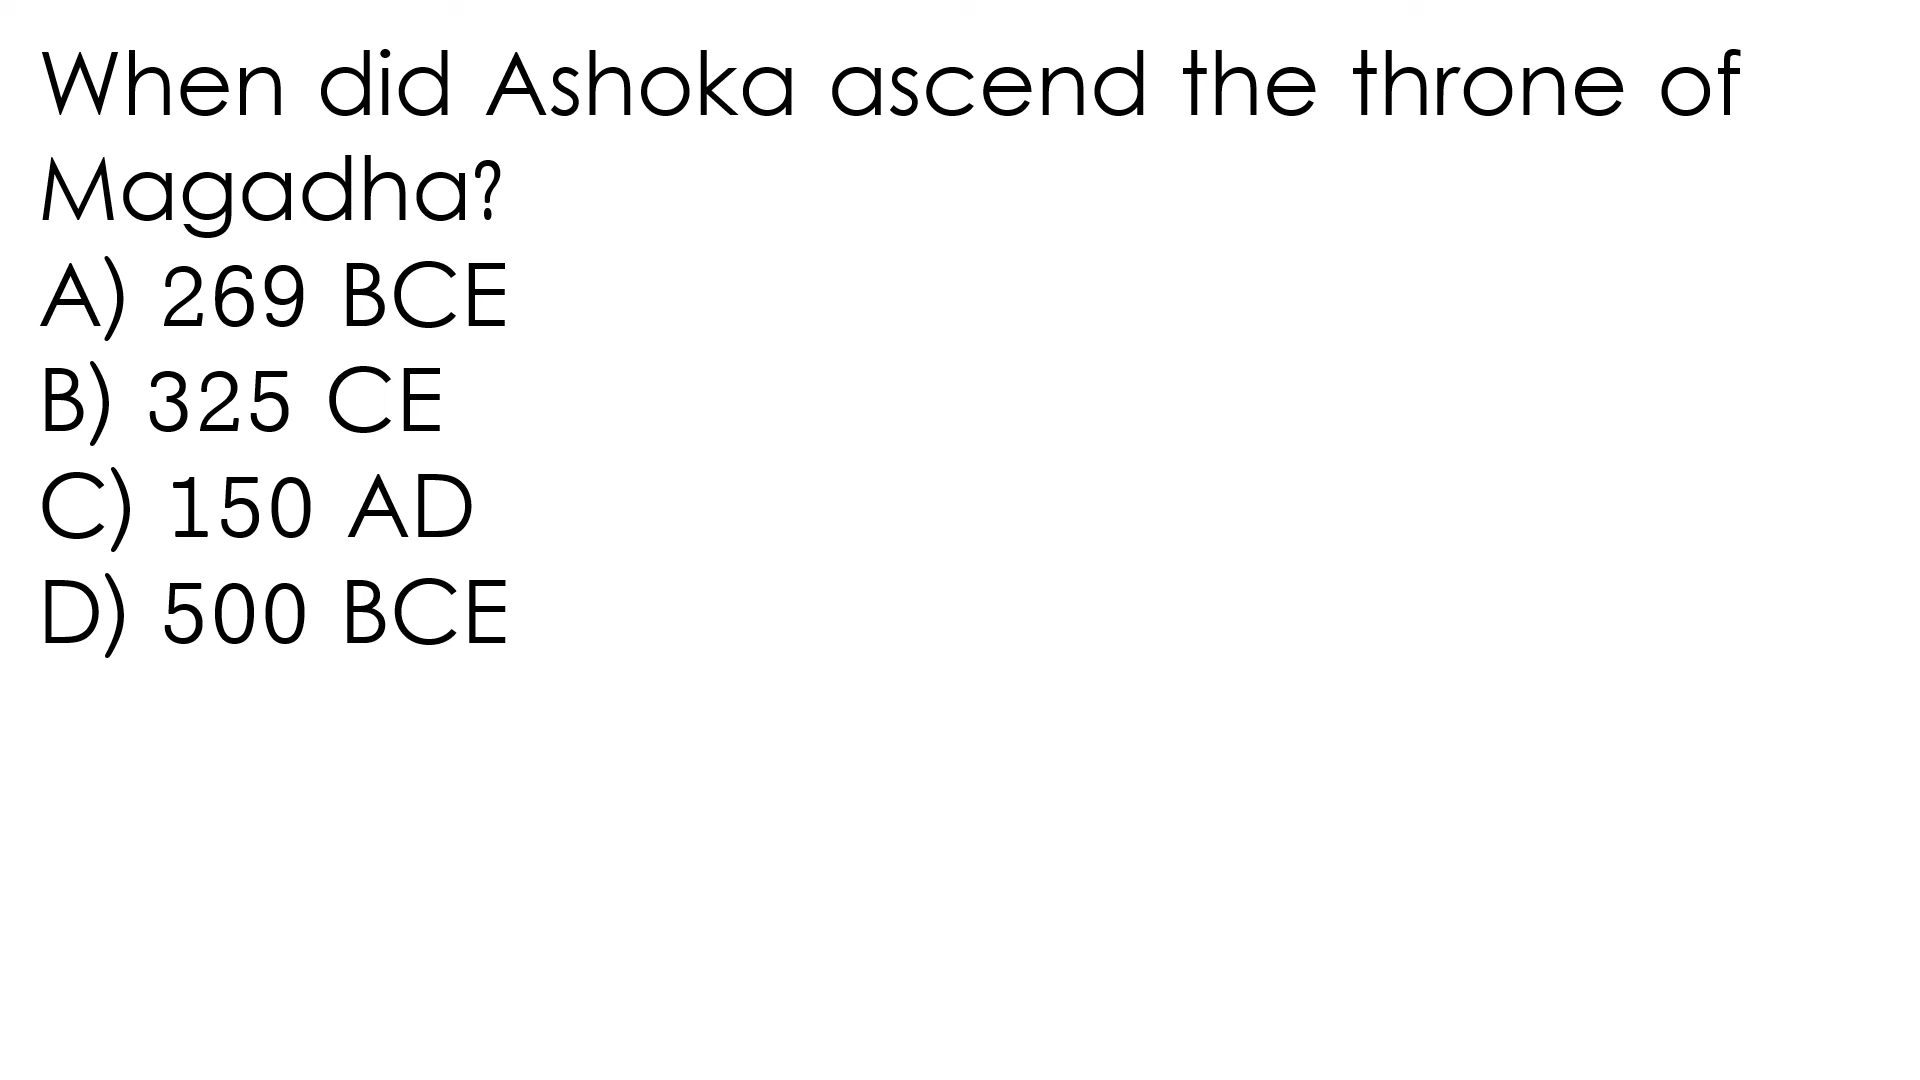 When did Ashoka ascend the throne of
Magadha?
A) 269 BCE
B) 325 CE
C) 150 AD
D) 500 BCE